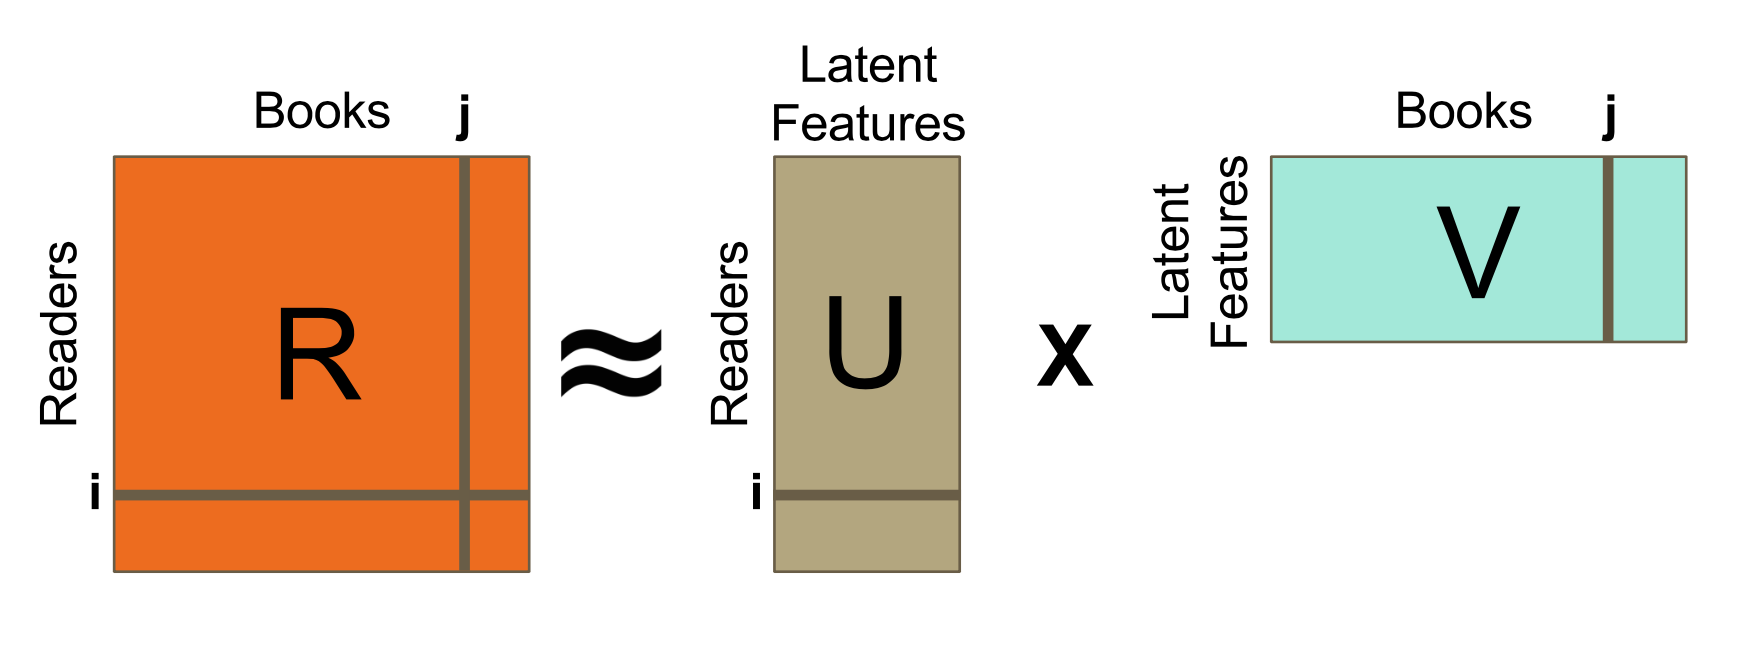 Books j
Readers
i
R
≈
Latent
Features
Readers
i
U
x
Books j
Latent
Features
V